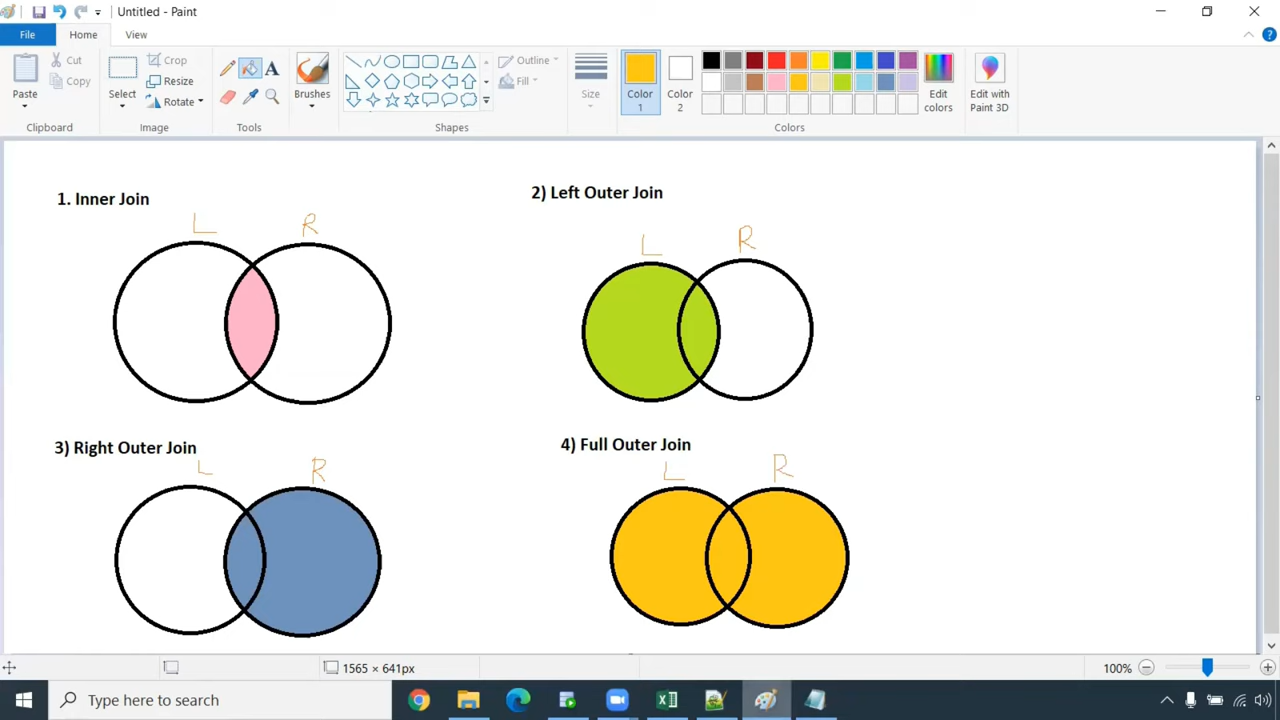 Untitled - Paint
File
Home
View
Paste
Cut
Copy
Clipboard
Select
Crop
Resize
Rotate
Image
A
Tools
Brushes
Outline
Fill
Shapes
Size
Color
1
Color
2
Edit
colors
Colors
Edit with
Paint 3D
1. Inner Join
L R
2) Left Outer Join
L R
3) Right Outer Join
L R
4) Full Outer Join
L R
1565 × 641px
100%
Type here to search